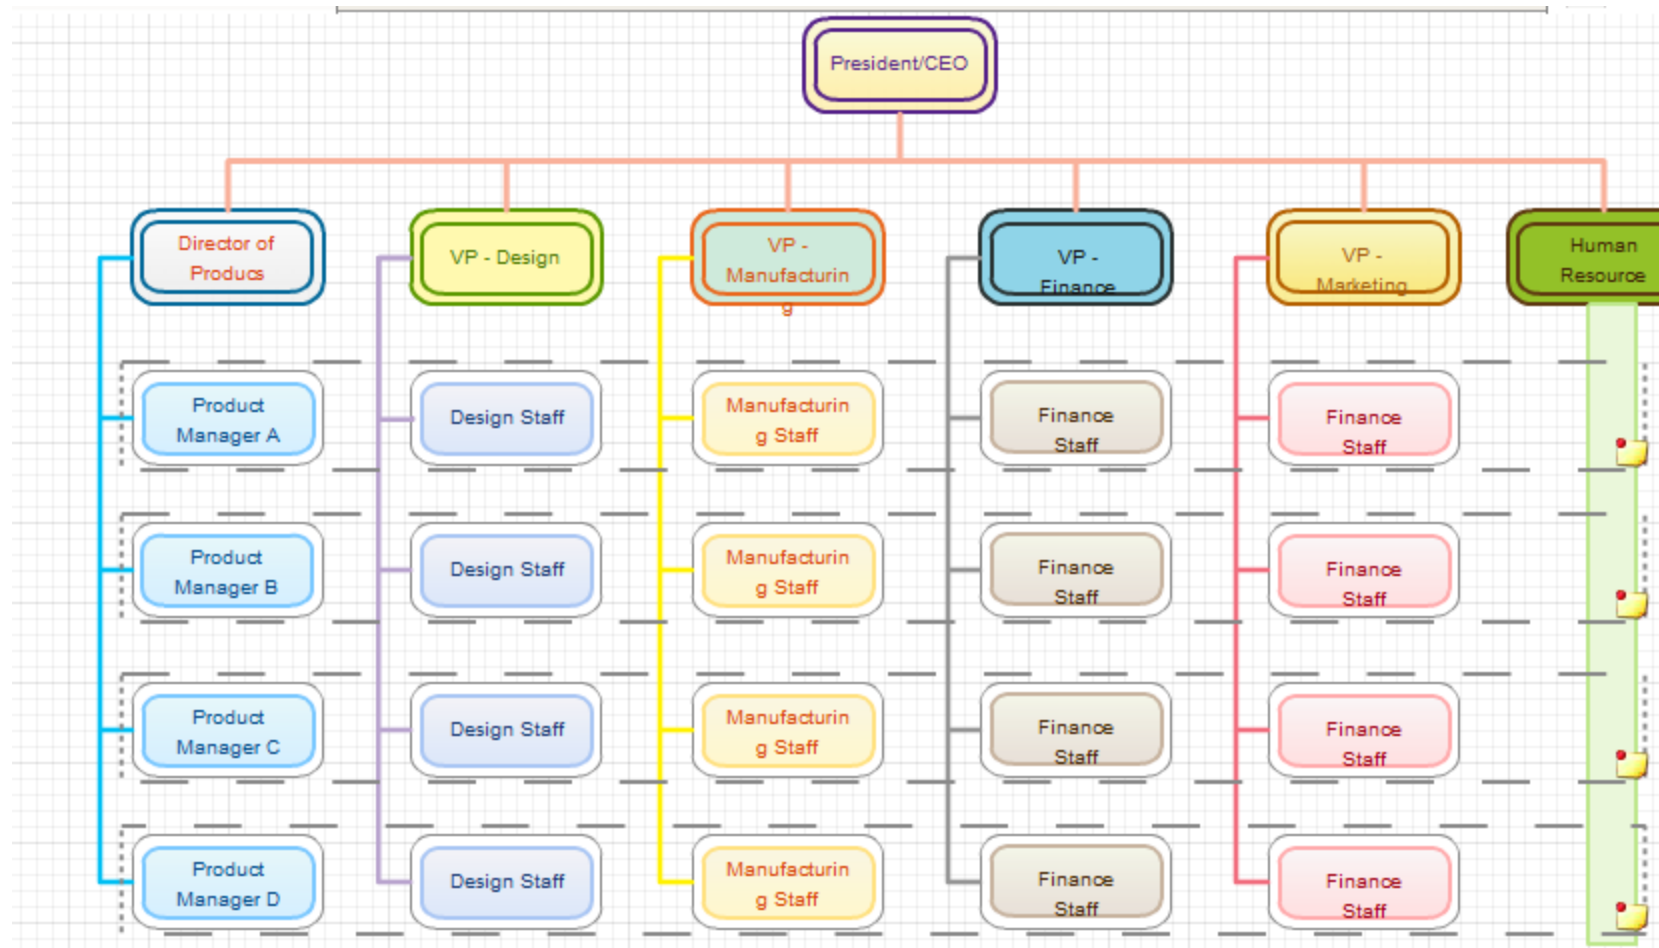 President/CEO
Director of
Producs
VP - Design
VP -
Manufacturin
g
VP -
Finance
VP -
Marketing
Human
Resource
Product
Manager A
Design Staff
Manufacturin
g Staff
Finance
Staff
Finance
Staff
Product
Manager B
Design Staff
Manufacturin
g Staff
Finance
Staff
Finance
Staff
Product
Manager C
Design Staff
Manufacturin
g Staff
Finance
Staff
Finance
Staff
Product
Manager D
Design Staff
Manufacturin
g Staff
Finance
Staff
Finance
Staff